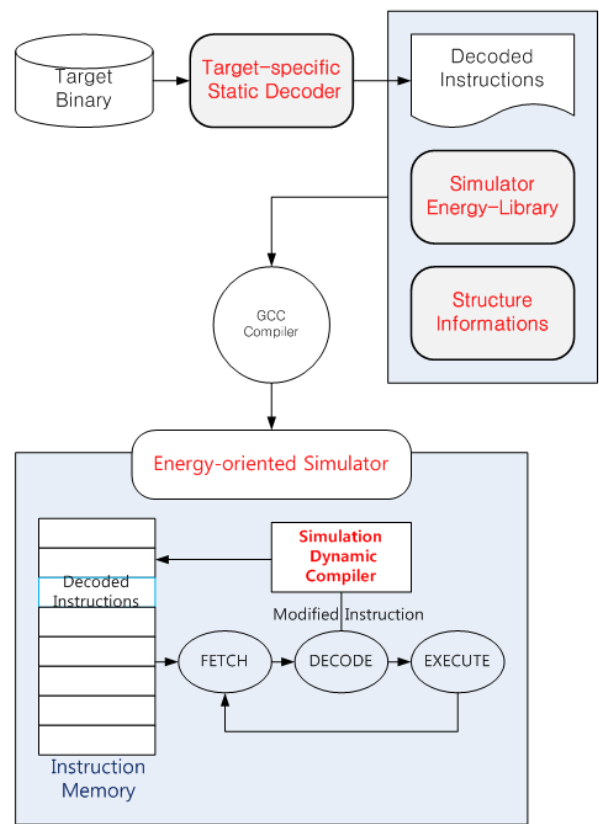 Target
Binary
Target-specific
Static Decoder
Decoded
Instructions
Simulator
Energy-Library
Structure
Informations
GCC
Compiler
Energy-oriented Simulator
Simulation
Dynamic
Compiler
Decoded
Instructions
Modified Instruction
FETCH
DECODE
EXECUTE
Instruction
Memory